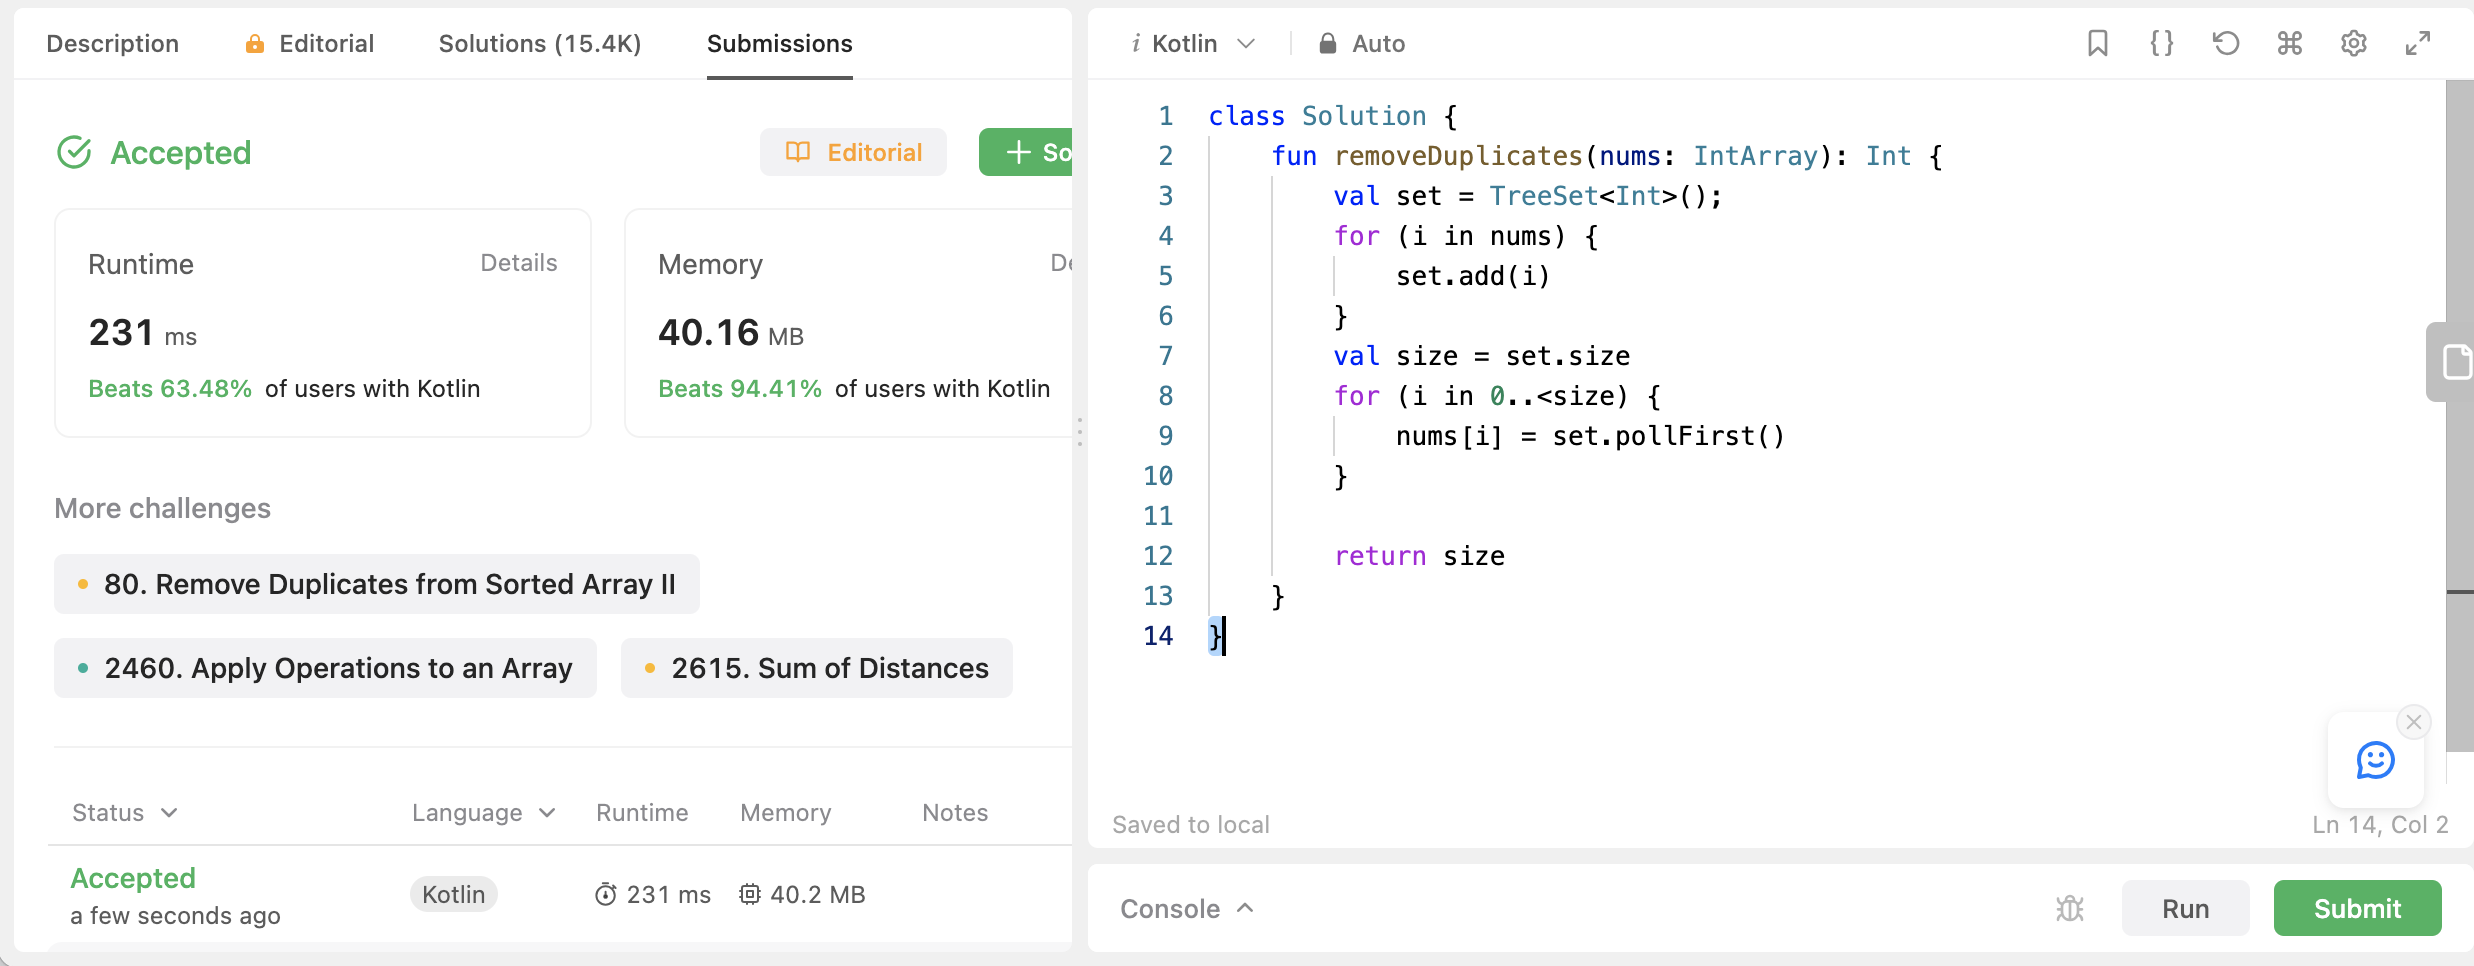 Description Editorial Solutions (15.4K) Submissions
Accepted
Editorial
So
Runtime Details
231 ms
Beats 63.48% of users with Kotlin
Memory De
40.16 MB
Beats 94.41% of users with Kotlin
More challenges
80. Remove Duplicates from Sorted Array II
2460. Apply Operations to an Array
2615. Sum of Distances
Status Language Runtime Memory Notes
Accepted
a few seconds ago
Kotlin 231 ms 40.2 MB
i Kotlin Auto
1 class Solution {
2     fun removeDuplicates(nums: IntArray): Int {
3         val set = TreeSet<Int>();
4         for (i in nums) {
5             set.add(i)
6         }
7         val size = set.size
8         for (i in 0..<size) {
9             nums[i] = set.pollFirst()
10         }
11
12         return size
13     }
14 }
Saved to local
Ln 14, Col 2
Console Run Submit